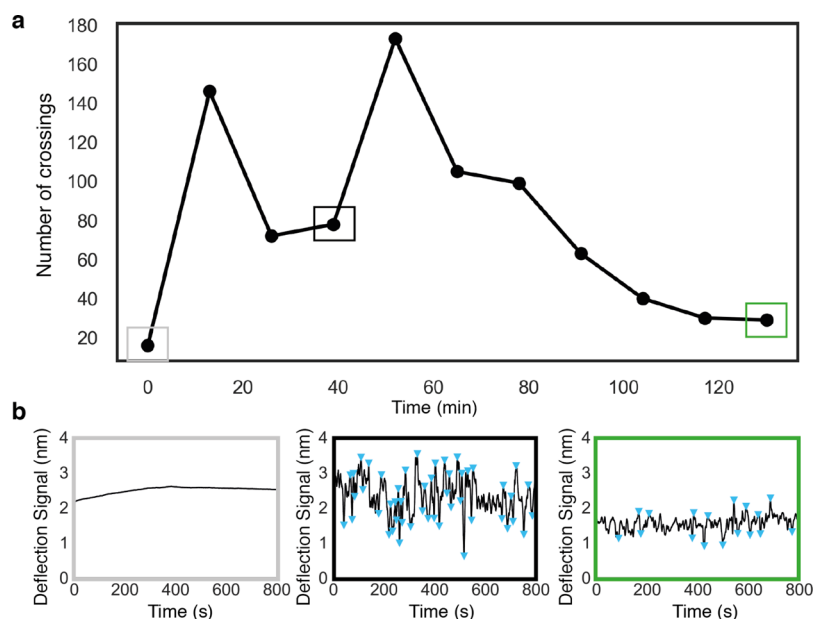 a
180
160
140
120
100
80
60
40
20
Number of crossings
0 20 40 60 80 100 120
Time (min)
b
Deflection Signal (nm)
4
3
2
1
0
0 200 400 600 800
Time (s)
Deflection Signal (nm)
4
3
2
1
0
0 200 400 600 800
Time (s)
Deflection Signal (nm)
4
3
2
1
0
0 200 400 600 800
Time (s)